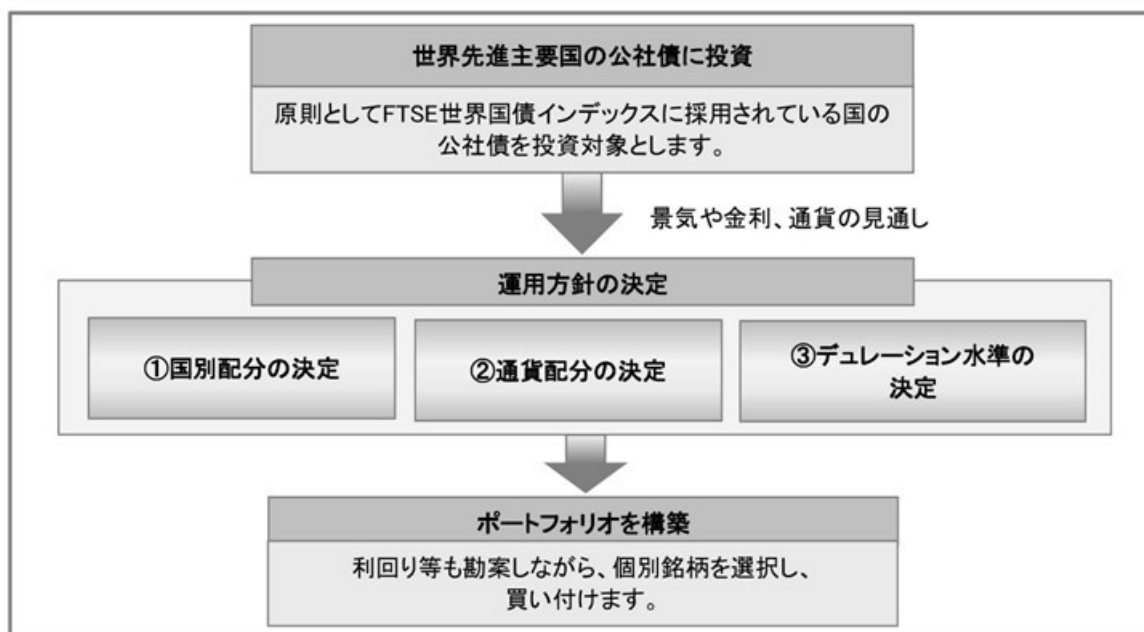 世界先進主要国の公社債に投資
原則としてFTSE世界国債インデックスに採用されている国の
公社債を投資対象とします。
景気や金利、通貨の見通し
運用方針の決定
①国別配分の決定
②通貨配分の決定
③デュレーション水準の
決定
ポートフォリオを構築
利回り等も勘案しながら、個別銘柄を選択し、
買い付けます。